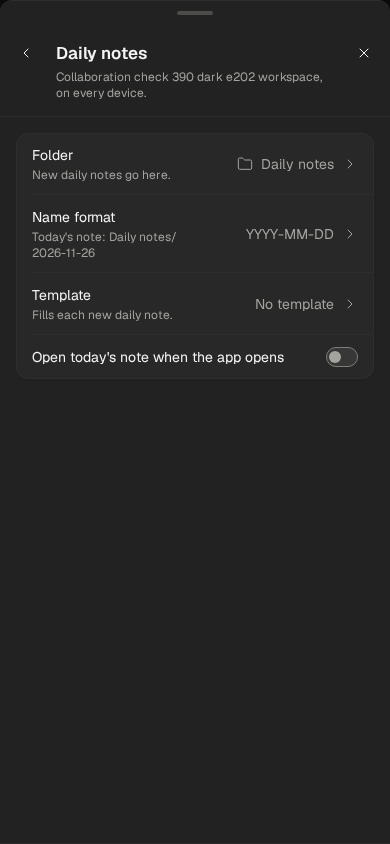 Daily notes
Collaboration check 390 dark e202 workspace,
on every device.
Folder
New daily notes go here.
Daily notes
Name format
Today's note: Daily notes/
2026-11-26
YYYY-MM-DD
Template
Fills each new daily note.
No template
Open today's note when the app opens